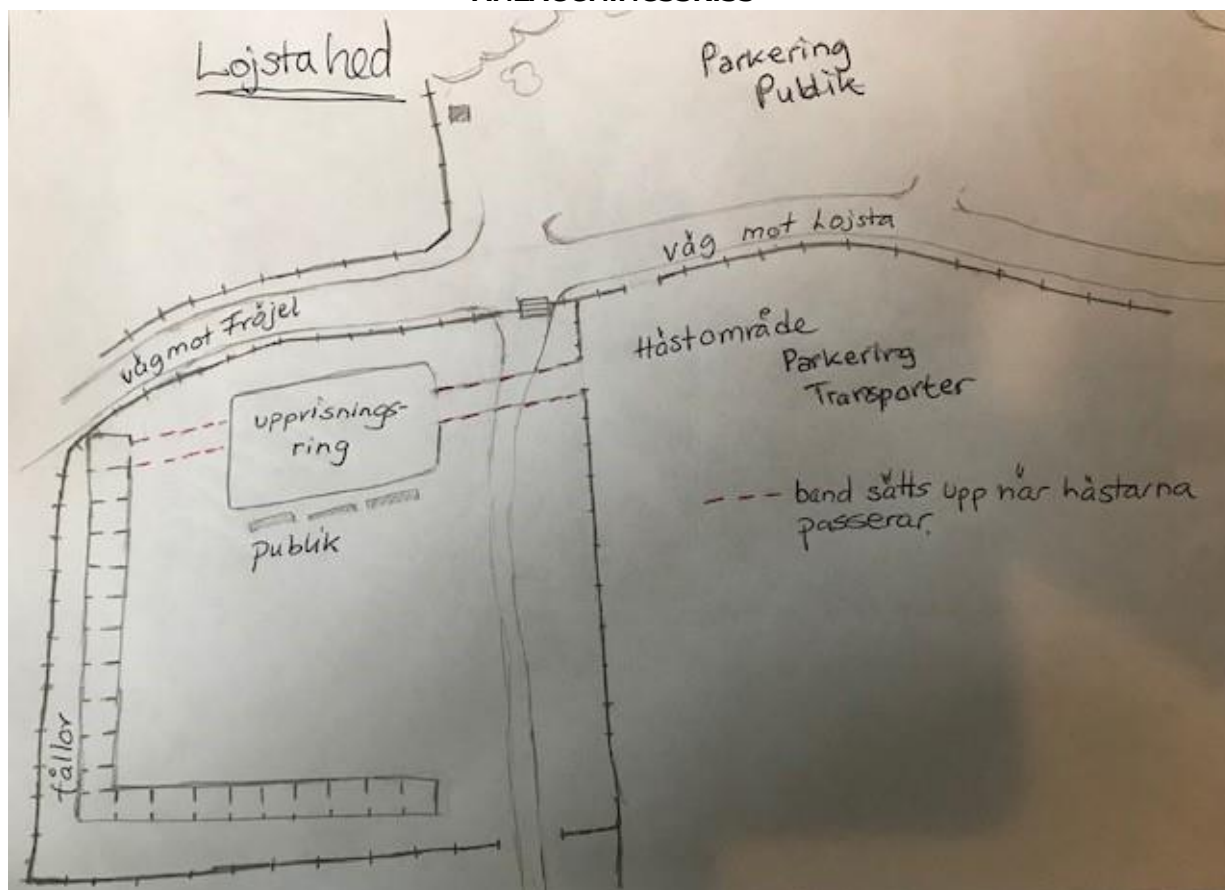 Lojsta hed
Parkering
Publik
väg mot Lojsta
väg mot Fröjel
Hästområde
Parkering
Transporter
upprisnings-
ring
---- band sätts upp när hästarna
passerar.
publik
fållor